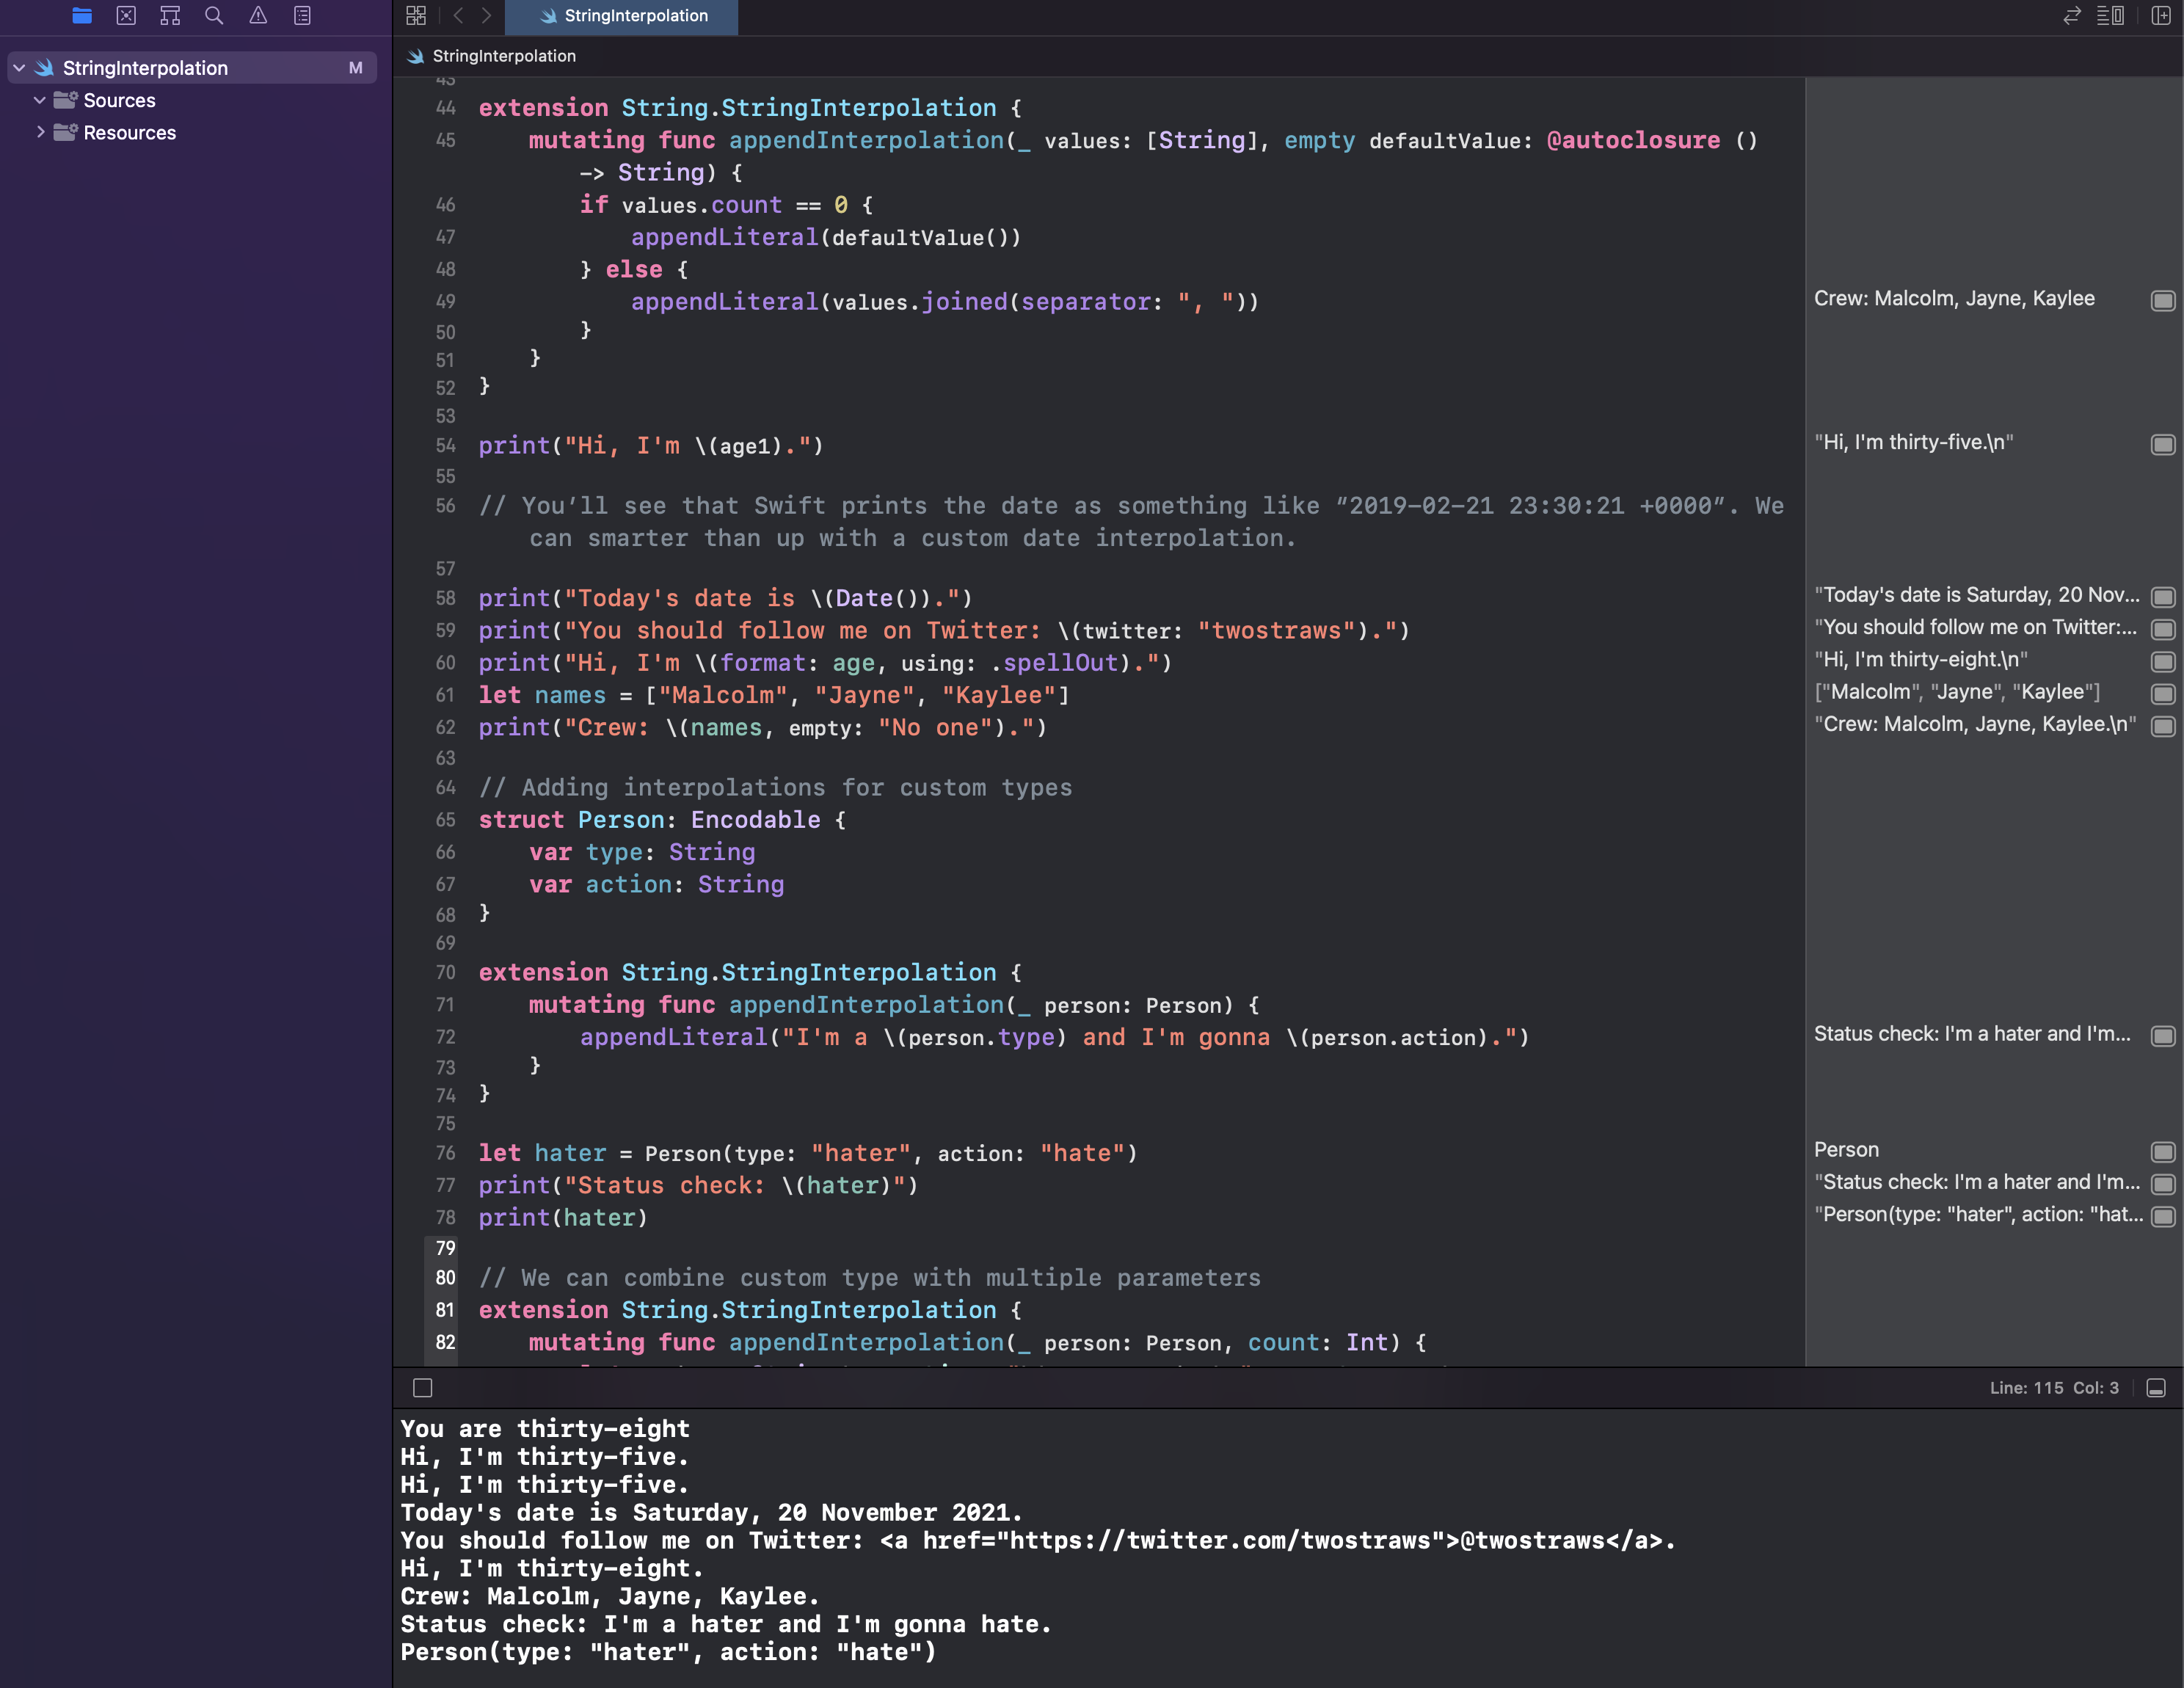 StringInterpolation
StringInterpolation M
Sources
Resources
StringInterpolation
43
44 extension String.StringInterpolation {
45 mutating func appendInterpolation(_ values: [String], empty defaultValue: @autoclosure ()
-> String) {
46 if values.count == 0 {
47 appendLiteral(defaultValue())
48 } else {
49 appendLiteral(values.joined(separator: ", "))
Crew: Malcolm, Jayne, Kaylee
50 }
51 }
52 }
53
54 print("Hi, I'm \(age1).")
"Hi, I'm thirty-five.\n"
55
56 // You’ll see that Swift prints the date as something like “2019-02-21 23:30:21 +0000”. We
can smarter than up with a custom date interpolation.
57
58 print("Today's date is \(Date()).")
"Today's date is Saturday, 20 Nov...
59 print("You should follow me on Twitter: \(twitter: "twostraws").")
"You should follow me on Twitter:...
60 print("Hi, I'm \(format: age, using: .spellOut).")
"Hi, I'm thirty-eight.\n"
61 let names = ["Malcolm", "Jayne", "Kaylee"]
["Malcolm", "Jayne", "Kaylee"]
62 print("Crew: \(names, empty: "No one").")
"Crew: Malcolm, Jayne, Kaylee.\n"
63
64 // Adding interpolations for custom types
65 struct Person: Encodable {
66 var type: String
67 var action: String
68 }
69
70 extension String.StringInterpolation {
71 mutating func appendInterpolation(_ person: Person) {
72 appendLiteral("I'm a \(person.type) and I'm gonna \(person.action).")
Status check: I'm a hater and I'm...
73 }
74 }
75
76 let hater = Person(type: "hater", action: "hate")
Person
77 print("Status check: \(hater)")
"Status check: I'm a hater and I'm...
78 print(hater)
"Person(type: "hater", action: "hat...
79
80 // We can combine custom type with multiple parameters
81 extension String.StringInterpolation {
82 mutating func appendInterpolation(_ person: Person, count: Int) {
Line: 115 Col: 3
You are thirty-eight
Hi, I'm thirty-five.
Hi, I'm thirty-five.
Today's date is Saturday, 20 November 2021.
You should follow me on Twitter: <a href="https://twitter.com/twostraws">@twostraws</a>.
Hi, I'm thirty-eight.
Crew: Malcolm, Jayne, Kaylee.
Status check: I'm a hater and I'm gonna hate.
Person(type: "hater", action: "hate")